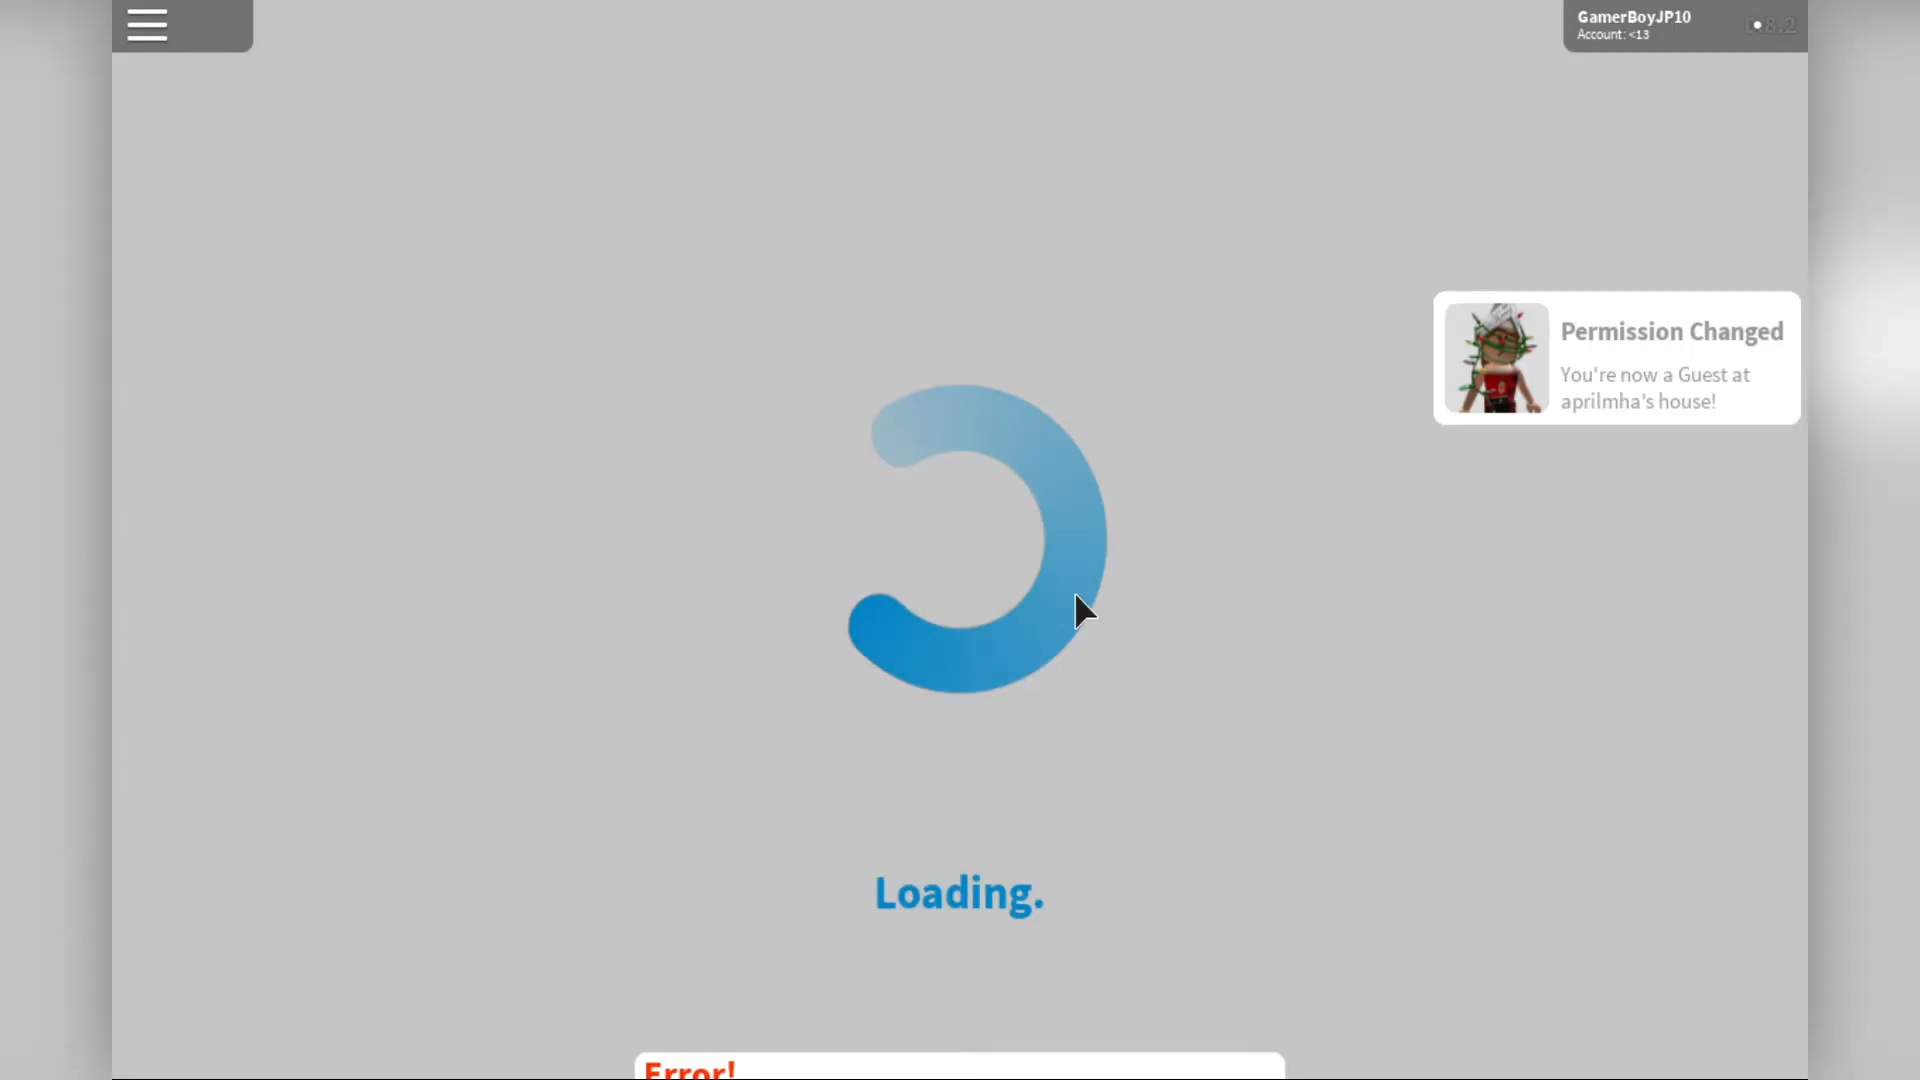 GamerBoyJP10
Account: <13
Permission Changed
You're now a Guest at
aprilmha's house!
Loading.
Error!